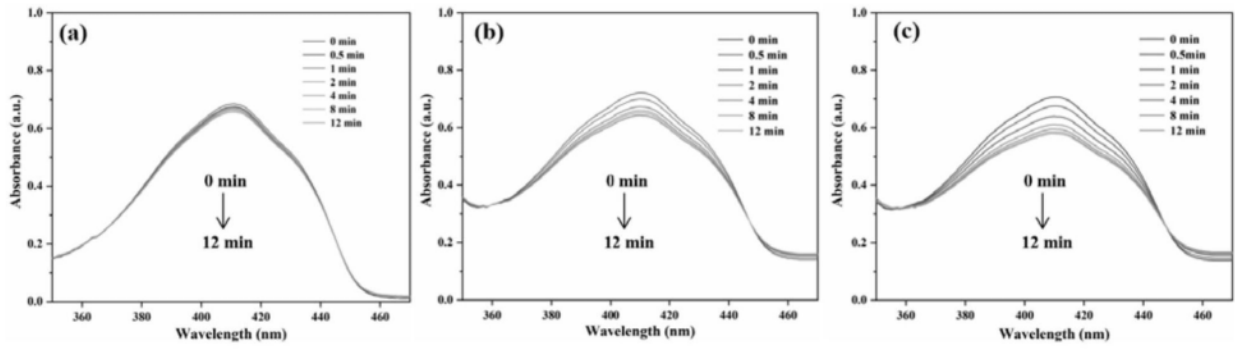 (a)
0 min
0.5 min
1 min
2 min
4 min
8 min
12 min
0 min
12 min
Absorbance (a.u.)
1.0
0.8
0.6
0.4
0.2
0.0
360 380 400 420 440 460
Wavelength (nm)
(b)
0 min
0.5 min
1 min
2 min
4 min
8 min
12 min
0 min
12 min
Absorbance (a.u.)
1.0
0.8
0.6
0.4
0.2
0.0
360 380 400 420 440 460
Wavelength (nm)
(c)
0 min
0.5min
1 min
2 min
4 min
8 min
12 min
0 min
12 min
Absorbance (a.u.)
1.0
0.8
0.6
0.4
0.2
0.0
360 380 400 420 440 460
Wavelength (nm)